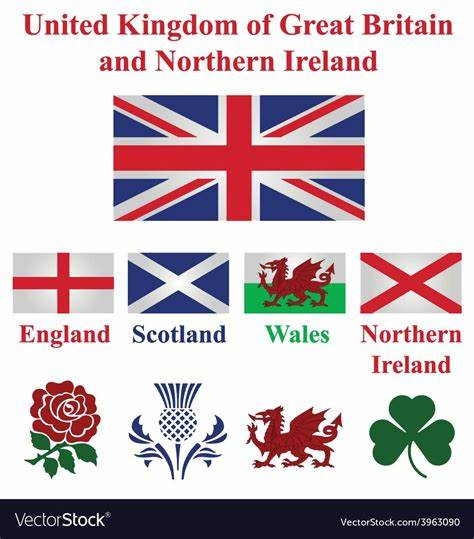 United Kingdom of Great Britain
and Northern Ireland
England Scotland Wales Northern
Ireland
VectorStock® VectorStock.com/3963090